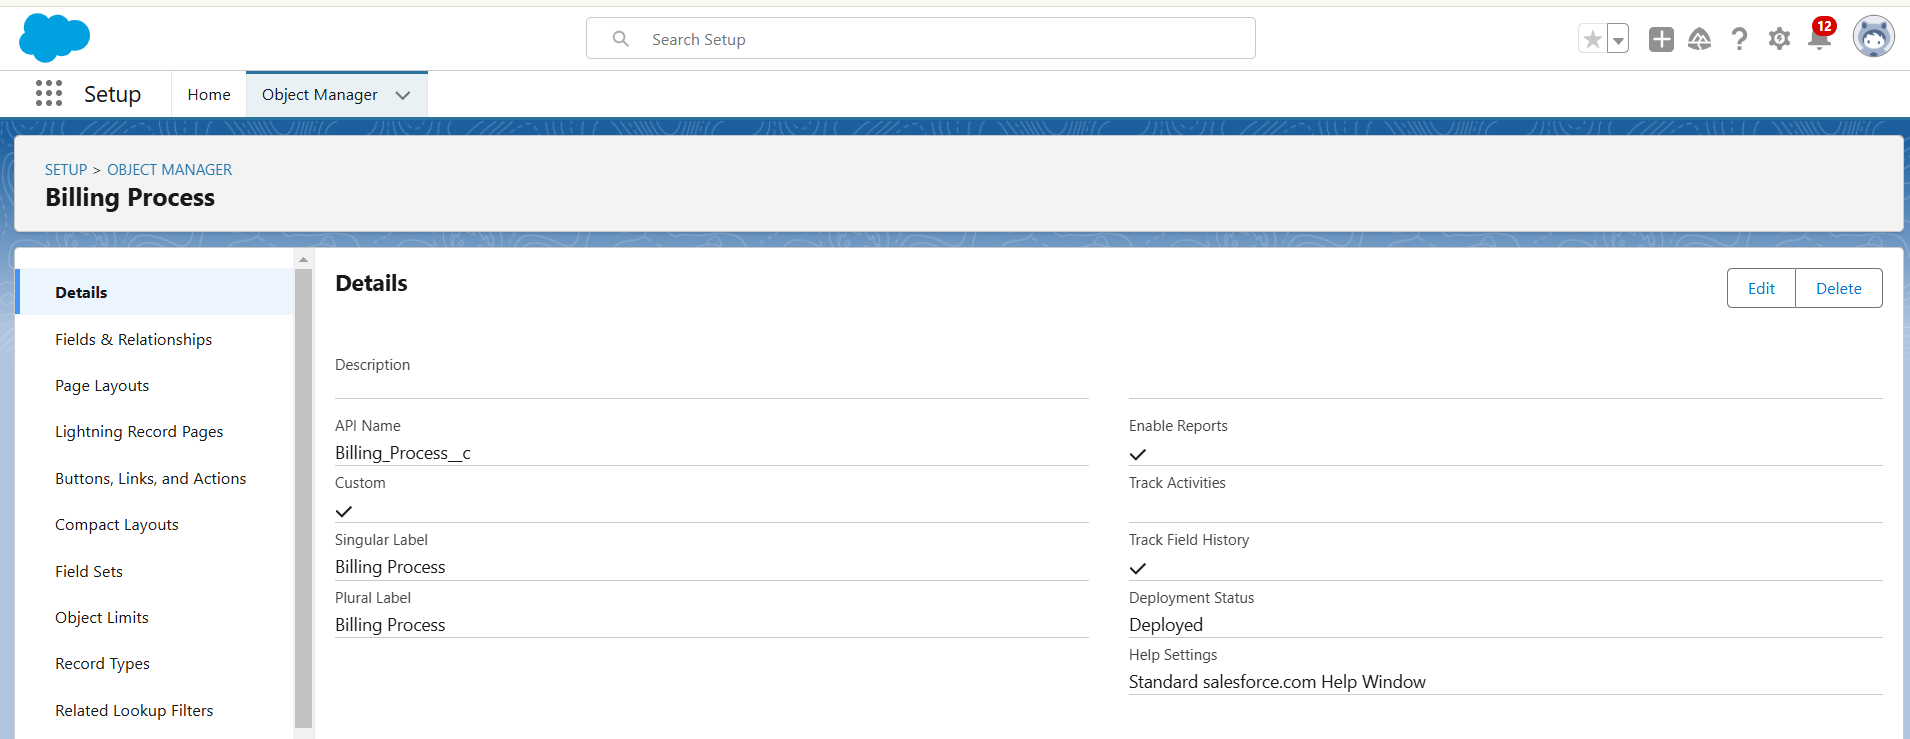 Search Setup
12
Setup
Home
Object Manager
SETUP > OBJECT MANAGER
Billing Process
Details
Fields & Relationships
Page Layouts
Lightning Record Pages
Buttons, Links, and Actions
Compact Layouts
Field Sets
Object Limits
Record Types
Related Lookup Filters
Details
Edit
Delete
Description
API Name
Billing_Process__c
Custom
Singular Label
Billing Process
Plural Label
Billing Process
Enable Reports
Track Activities
Track Field History
Deployment Status
Deployed
Help Settings
Standard salesforce.com Help Window